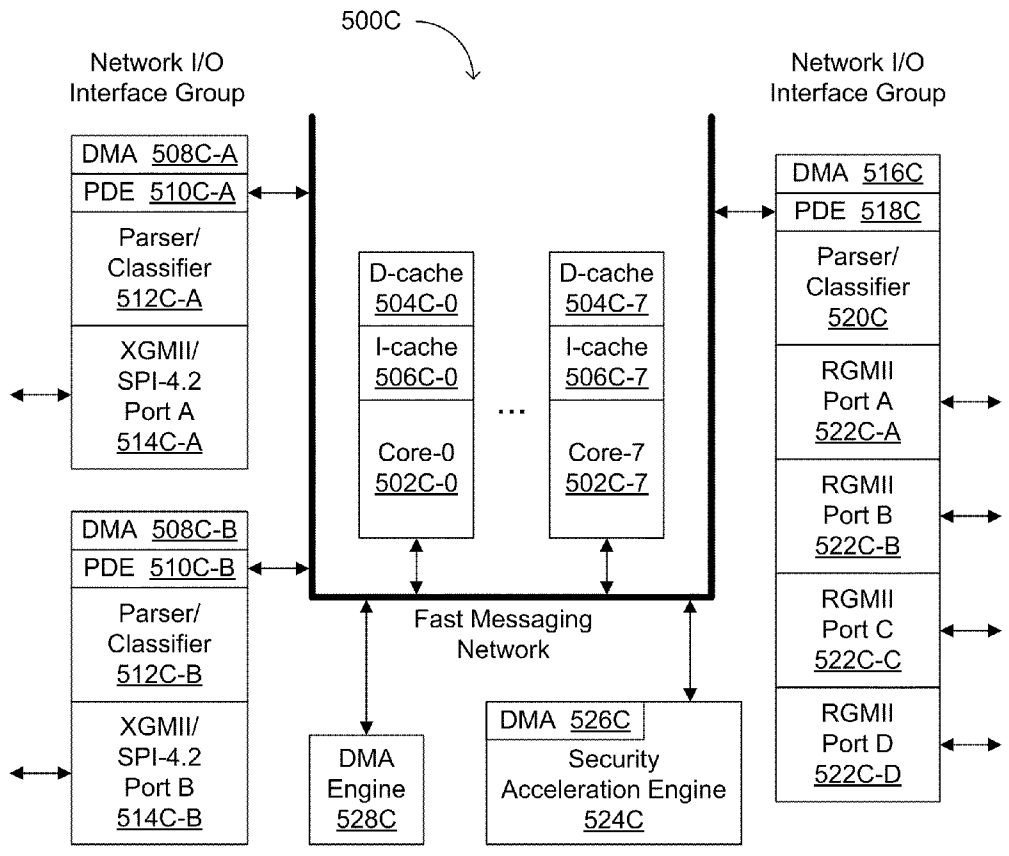 500C
Network I/O
Interface Group
DMA 508C-A
PDE 510C-A
Parser/
Classifier
512C-A
XGMII/
SPI-4.2
Port A
514C-A
DMA 508C-B
PDE 510C-B
Parser/
Classifier
512C-B
XGMII/
SPI-4.2
Port B
514C-B
D-cache
504C-0
I-cache
506C-0
Core-0
502C-0
...
D-cache
504C-7
I-cache
506C-7
Core-7
502C-7
Fast Messaging
Network
DMA
Engine
528C
DMA 526C
Security
Acceleration Engine
524C
Network I/O
Interface Group
DMA 516C
PDE 518C
Parser/
Classifier
520C
RGMII
Port A
522C-A
RGMII
Port B
522C-B
RGMII
Port C
522C-C
RGMII
Port D
522C-D